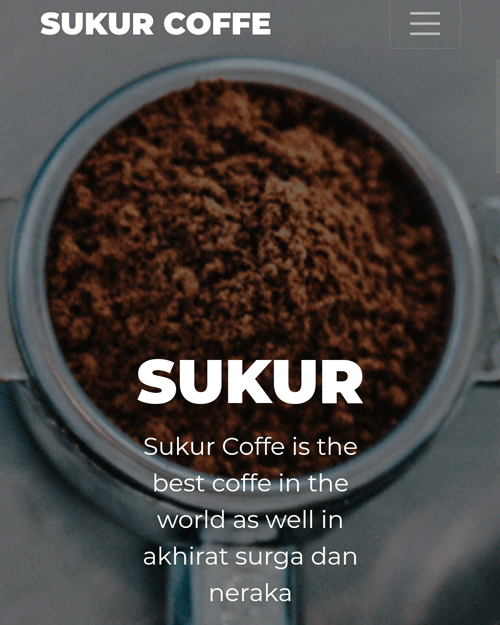 SUKUR COFFE
SUKUR
Sukur Coffe is the
best coffe in the
world as well in
akhirat surga dan
neraka